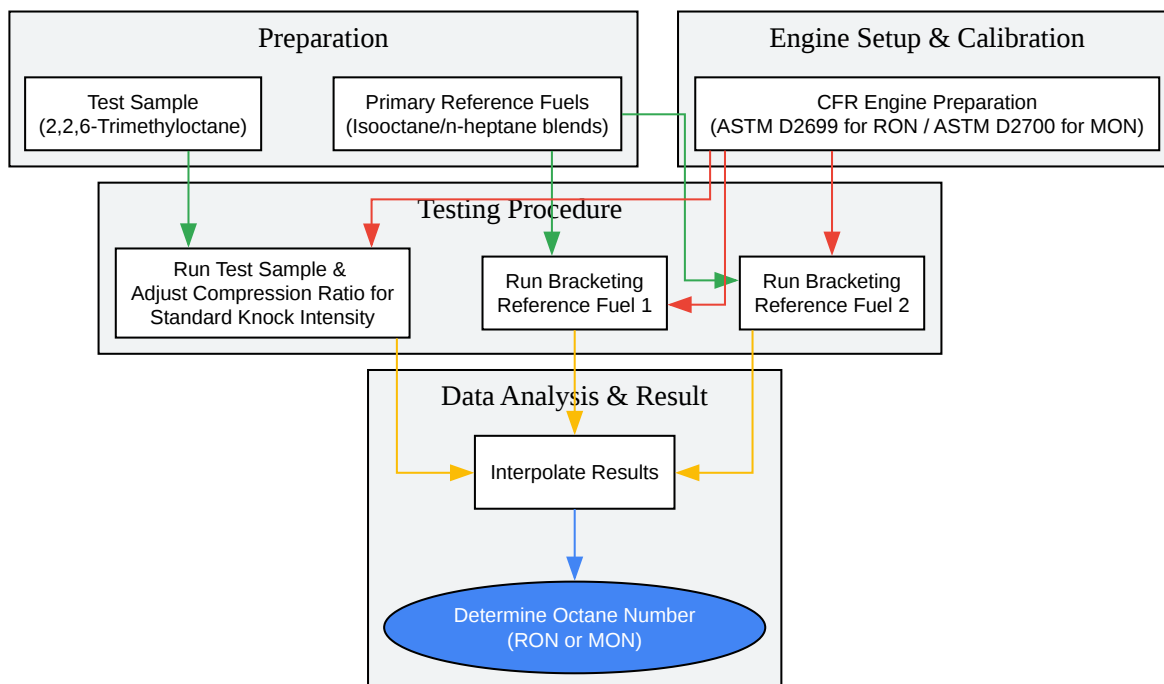 Preparation
Engine Setup & Calibration
Test Sample
(2,2,6-Trimethyloctane)
Primary Reference Fuels
(Isooctane/n-heptane blends)
CFR Engine Preparation
(ASTM D2699 for RON / ASTM D2700 for MON)
Testing Procedure
Run Test Sample &
Adjust Compression Ratio for
Standard Knock Intensity
Run Bracketing
Reference Fuel 1
Run Bracketing
Reference Fuel 2
Data Analysis & Result
Interpolate Results
Determine Octane Number
(RON or MON)